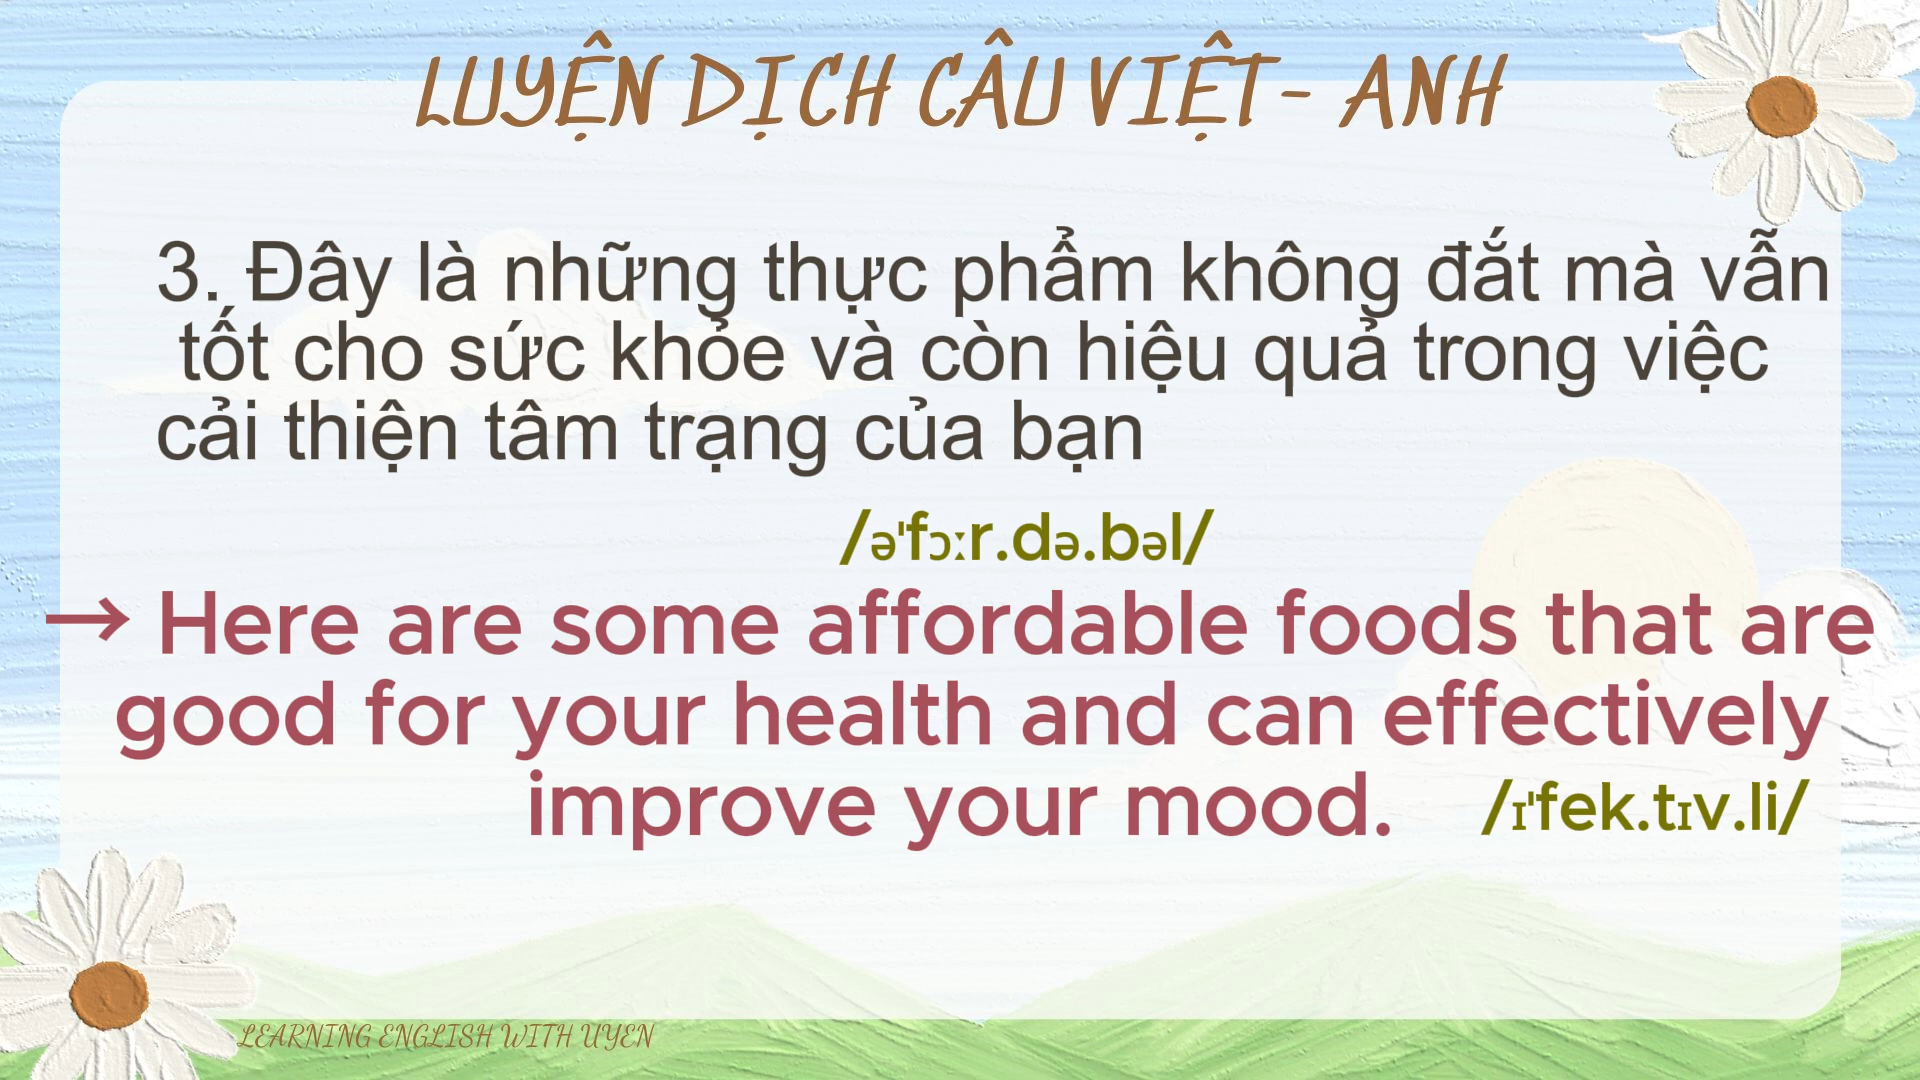 LUYỆN DỊCH CÂU VIỆT- ANH
3. Đây là những thực phẩm không đắt mà vẫn
tốt cho sức khỏe và còn hiệu quả trong việc
cải thiện tâm trạng của bạn
/əˈfɔːr.də.bəl/
→ Here are some affordable foods that are
good for your health and can effectively
improve your mood.
/ɪˈfek.tɪv.li/
LEARNING ENGLISH WITH UYEN